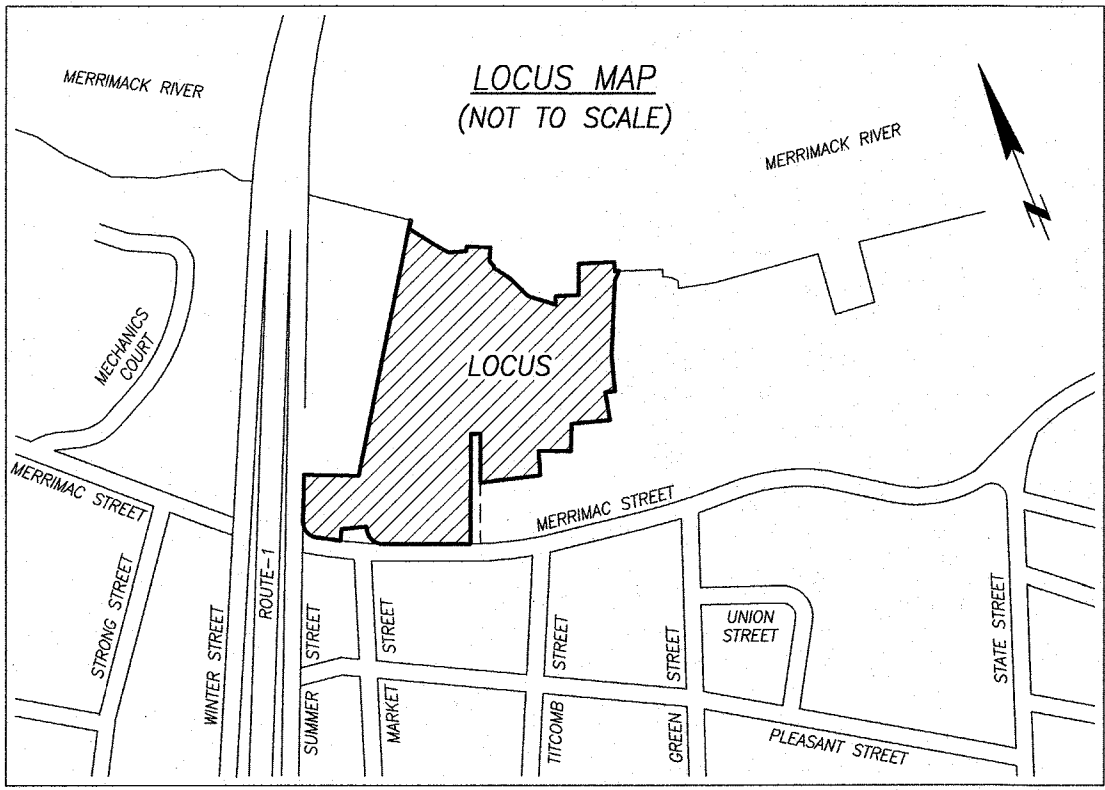 LOCUS MAP
(NOT TO SCALE)
MERRIMACK RIVER
MERRIMACK RIVER
N
MECHANICS
COURT
LOCUS
MERRIMAC STREET
MERRIMAC STREET
STRONG STREET
WINTER STREET
ROUTE-1
SUMMER STREET
MARKET STREET
TITCOMB STREET
GREEN STREET
UNION
STREET
STATE STREET
PLEASANT STREET